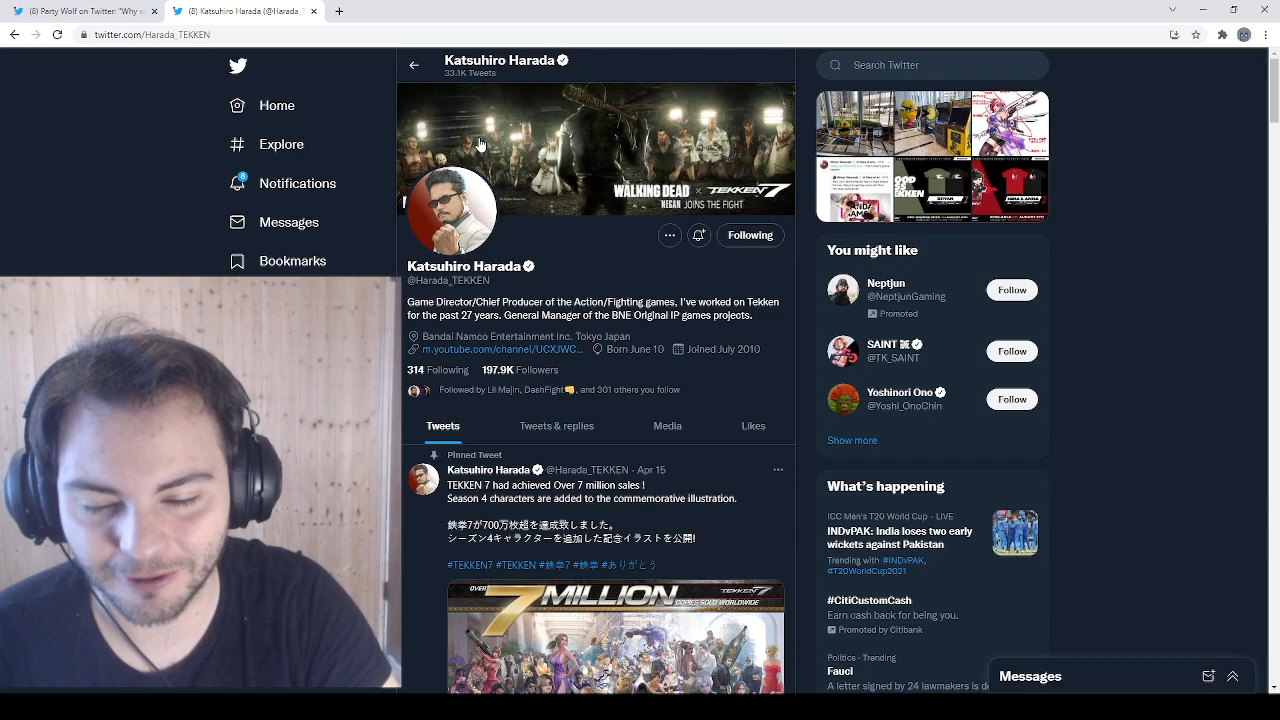 (8) Party Wolf on Twitter: "Why w
(8) Katsuhiro Harada (@Harada_T
twitter.com/Harada_TEKKEN
Home
Explore
8
Notifications
Messages
Bookmarks
Katsuhiro Harada
33.1K Tweets
WALKING DEAD × TEKKEN 7
NEGAN JOINS THE FIGHT
Following
Katsuhiro Harada
@Harada_TEKKEN
Game Director/Chief Producer of the Action/Fighting games, I've worked on Tekken
for the past 27 years. General Manager of the BNE Original IP games projects.
Bandai Namco Entertainment Inc. Tokyo Japan
m.youtube.com/channel/UCXJWC... Born June 10 Joined July 2010
314 Following 197.9K Followers
Followed by Lil Majin, DashFight👊, and 301 others you follow
Tweets Tweets & replies Media Likes
Pinned Tweet
Katsuhiro Harada @Harada_TEKKEN · Apr 15
TEKKEN 7 had achieved Over 7 million sales !
Season 4 characters are added to the commemorative illustration.
鉄拳7が700万枚超を達成致しました。
シーズン4キャラクターを追加した記念イラストを公開!
#TEKKEN7 #TEKKEN #鉄拳7 #鉄拳 #ありがとう
OVER 7 MILLION COPIES SOLD WORLDWIDE
TEKKEN 7
Search Twitter
You might like
Neptjun
@NeptjunGaming
Promoted
Follow
SAINT
@TK_SAINT
Follow
Yoshinori Ono
@Yoshi_OnoChin
Follow
Show more
What's happening
ICC Men's T20 World Cup · LIVE
INDvPAK: India loses two early
wickets against Pakistan
Trending with #INDvPAK,
#T20WorldCup2021
#CitiCustomCash
Earn cash back for being you.
Promoted by Citibank
Politics · Trending
Fauci
A letter signed by 24 lawmakers is de
Messages